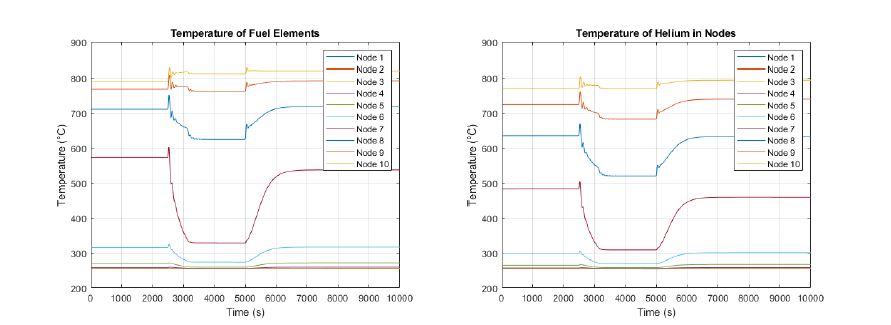 Temperature of Fuel Elements
900
800
700
600
500
400
300
200
Temperature (°C)
0 1000 2000 3000 4000 5000 6000 7000 8000 9000 10000
Time (s)
Node 1
Node 2
Node 3
Node 4
Node 5
Node 6
Node 7
Node 8
Node 9
Node 10
Temperature of Helium in Nodes
900
800
700
600
500
400
300
200
Temperature (°C)
0 1000 2000 3000 4000 5000 6000 7000 8000 9000 10000
Time (s)
Node 1
Node 2
Node 3
Node 4
Node 5
Node 6
Node 7
Node 8
Node 9
Node 10